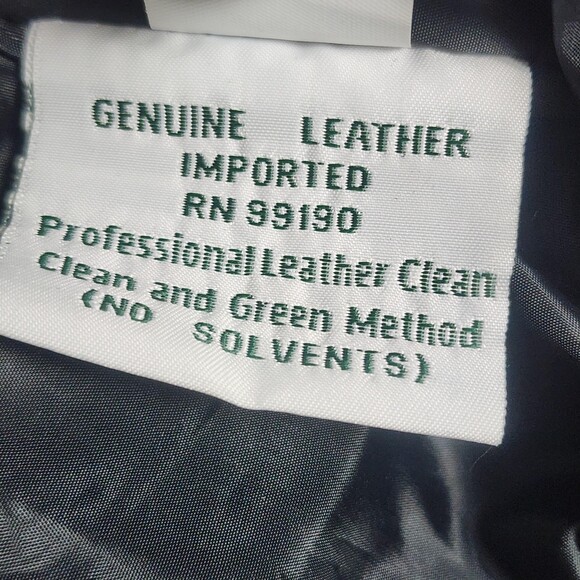 GENUINE LEATHER
IMPORTED
RN 99190
Professional Leather Clean
Clean and Green Method
(NO SOLVENTS)